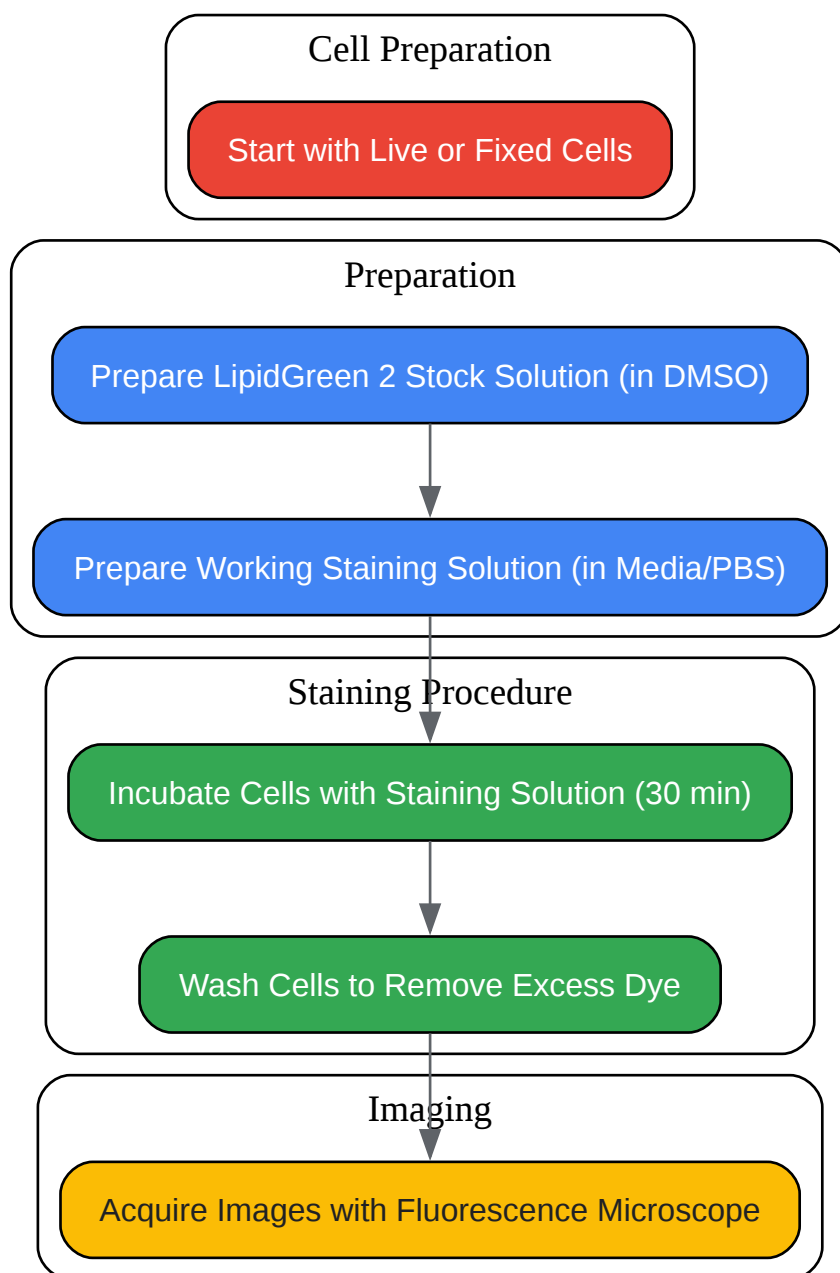 Cell Preparation
Start with Live or Fixed Cells
Preparation
Prepare LipidGreen 2 Stock Solution (in DMSO)
Prepare Working Staining Solution (in Media/PBS)
Staining Procedure
Incubate Cells with Staining Solution (30 min)
Wash Cells to Remove Excess Dye
Imaging
Acquire Images with Fluorescence Microscope